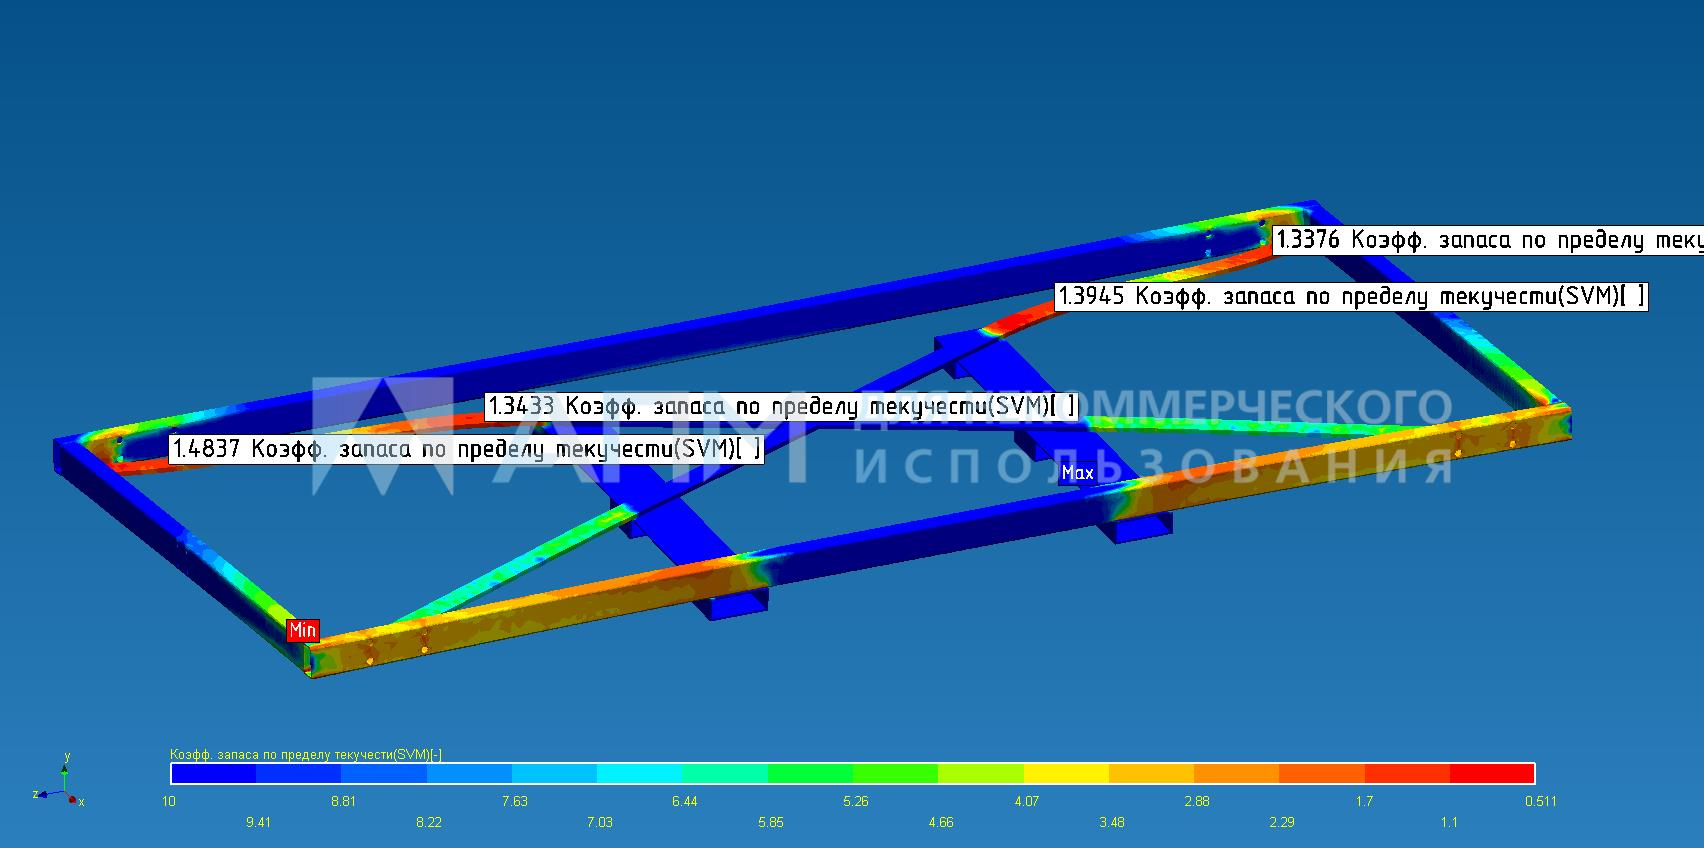 1.3376 Коэфф. запаса по пределу теку
1.3945 Коэфф. запаса по пределу текучести(SVM)[ ]
1.3433 Коэфф. запаса по пределу текучести(SVM)[ ]
1.4837 Коэфф. запаса по пределу текучести(SVM)[ ]
АПМ
ДЛЯ НЕКОММЕРЧЕСКОГО
ИСПОЛЬЗОВАНИЯ
Max
Min
Коэфф. запаса по пределу текучести(SVM)[-]
y
z
x
10 8.81 7.63 6.44 5.26 4.07 2.88 1.7 0.511
9.41 8.22 7.03 5.85 4.66 3.48 2.29 1.1